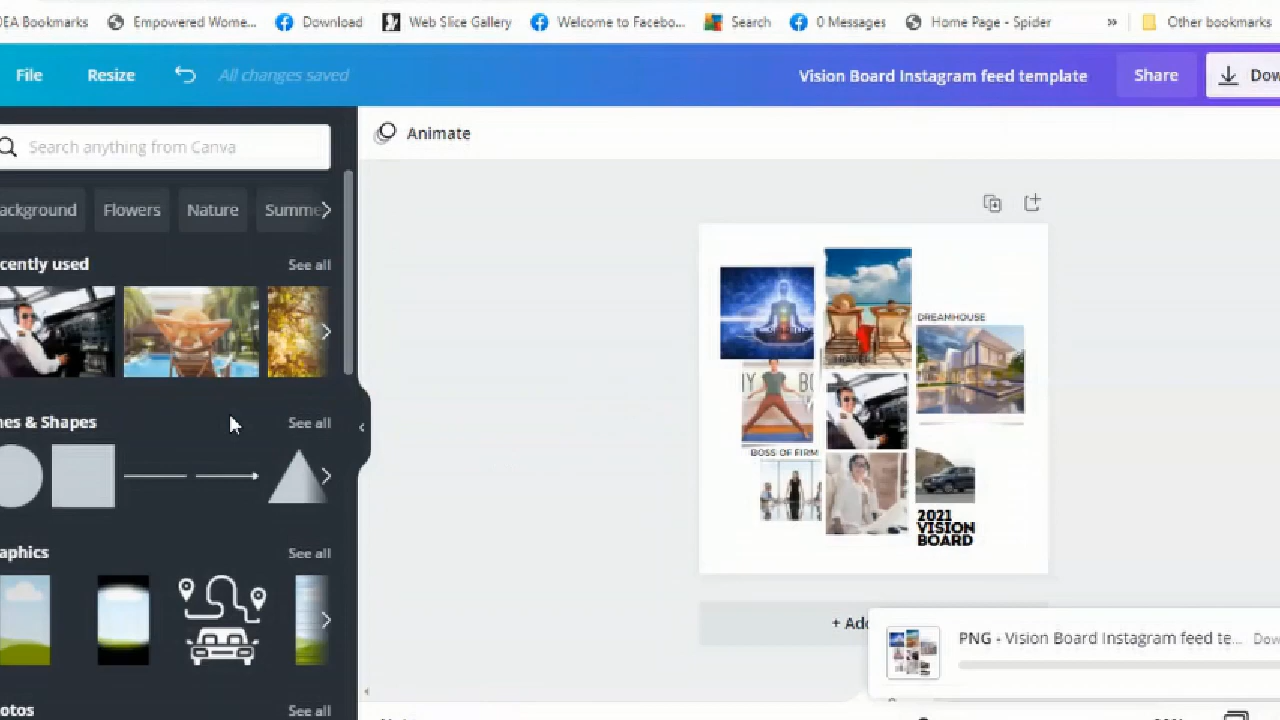 DEA Bookmarks Empowered Wome... Download Web Slice Gallery Welcome to Facebo... Search 0 Messages Home Page - Spider » Other bookmarks
File Resize All changes saved Vision Board Instagram feed template Share Dow
Search anything from Canva
Animate
ackground Flowers Nature Summe
cently used See all
DREAMHOUSE
TRAVEL
nes & Shapes See all
BOSS OF FIRM
2021
VISION
BOARD
aphics See all
+ Add
PNG - Vision Board Instagram feed te... Dow
otos See all